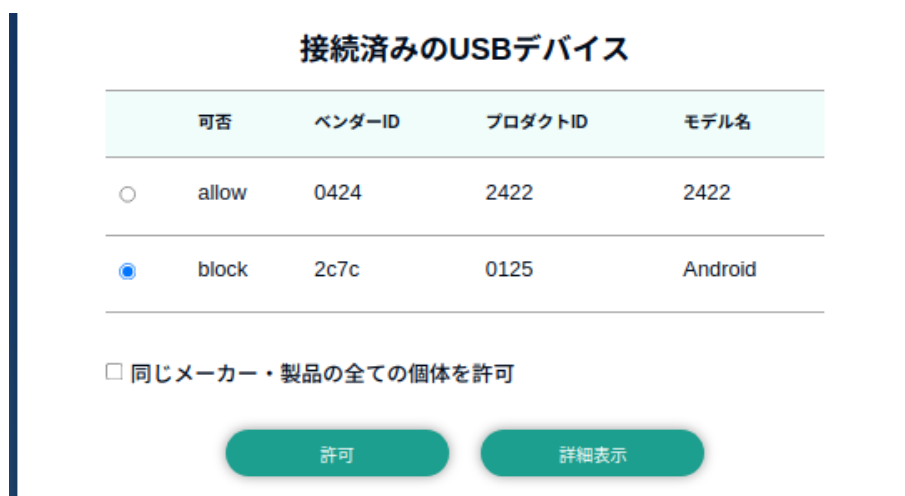 接続済みのUSBデバイス
可否 ベンダーID プロダクトID モデル名
allow 0424 2422 2422
block 2c7c 0125 Android
同じメーカー・製品の全ての個体を許可
許可 詳細表示